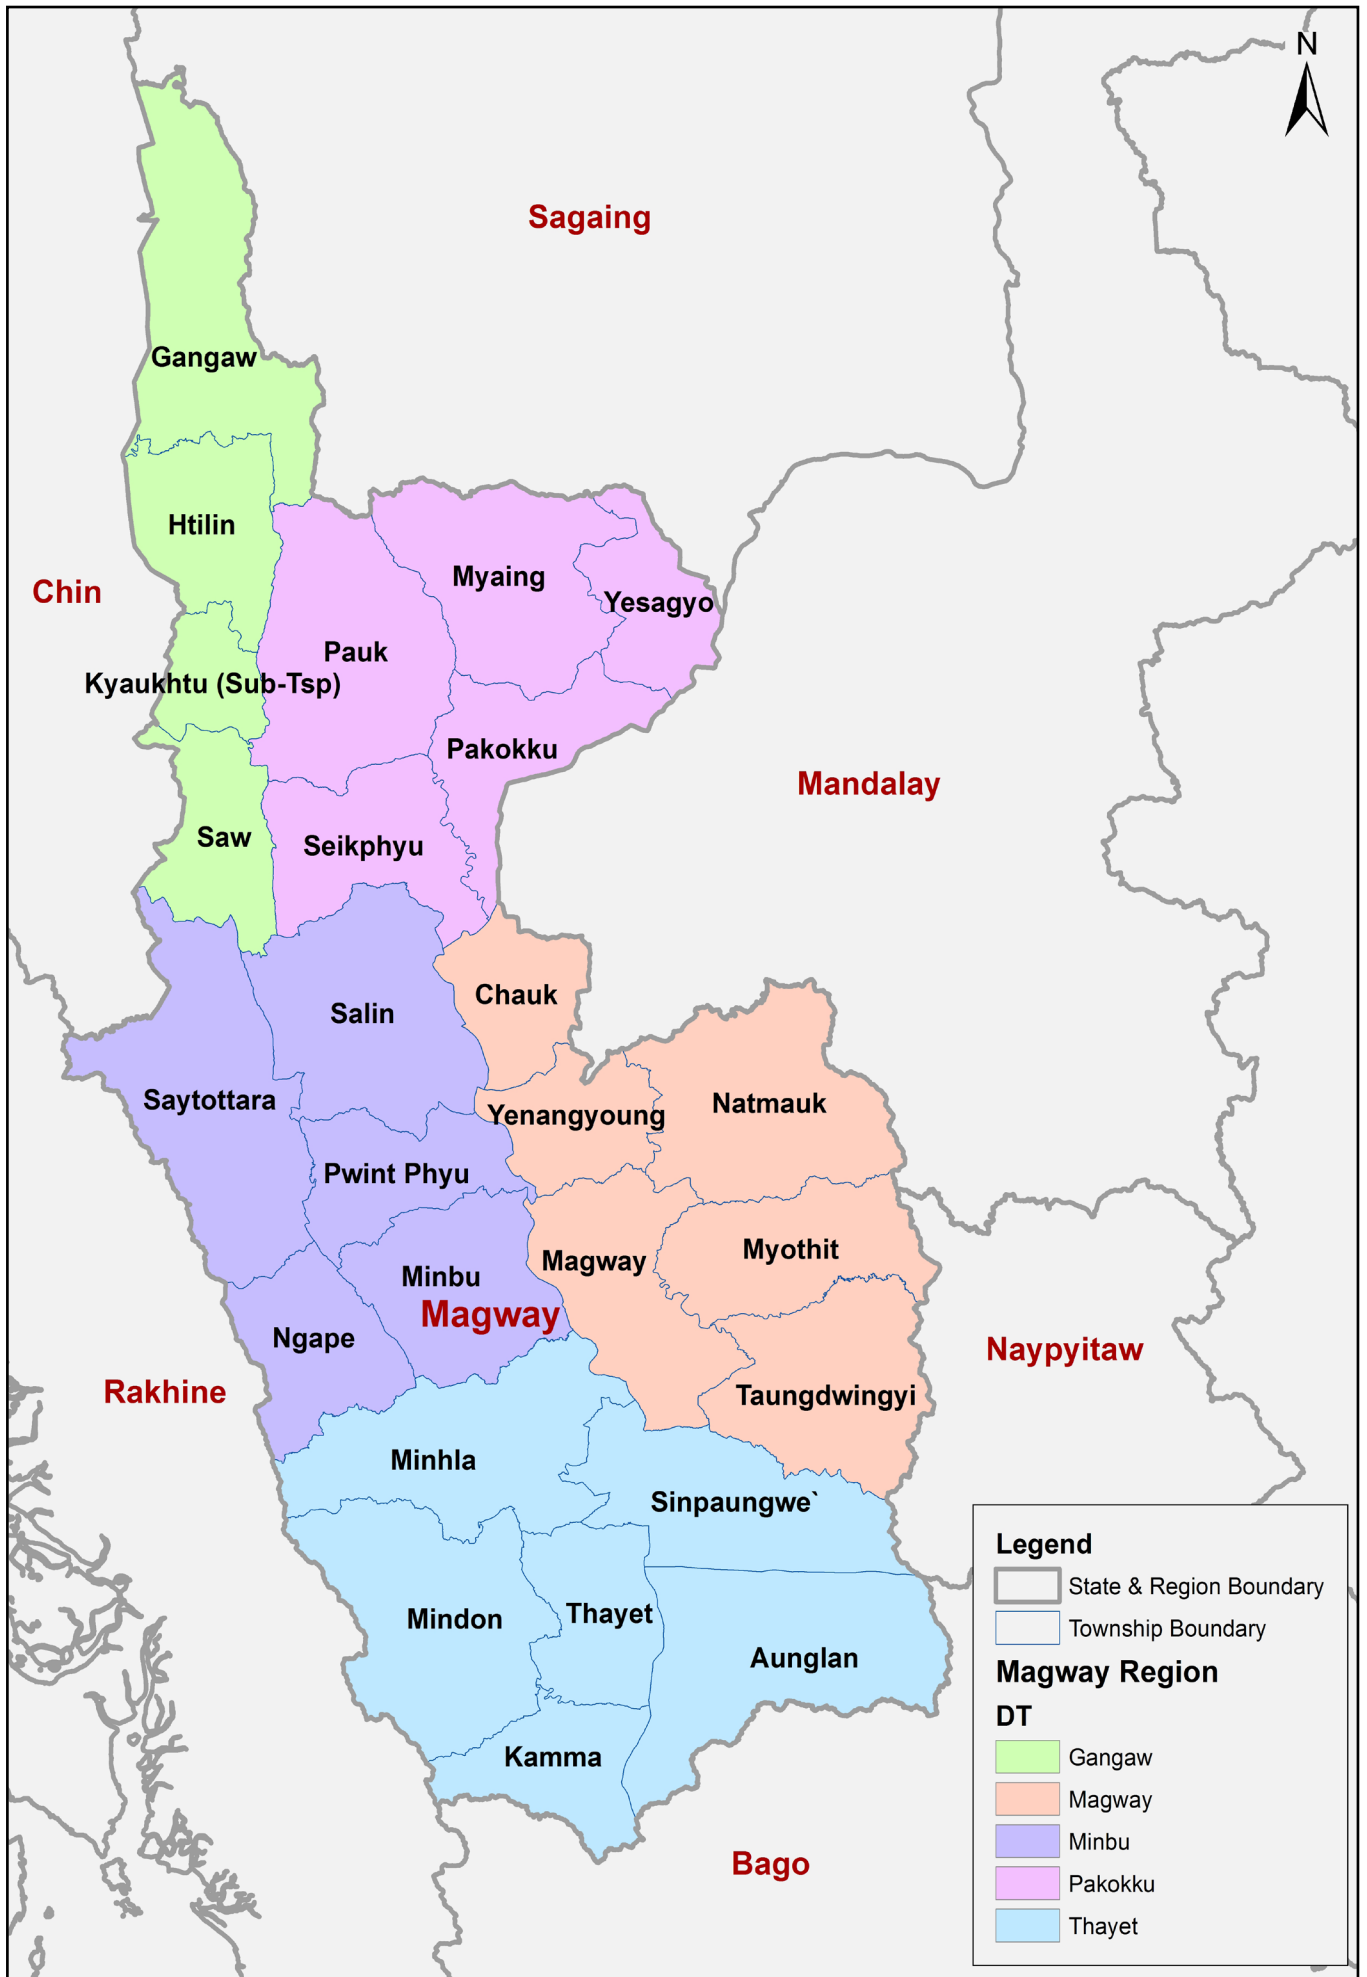 N
Sagaing
Gangaw
Htilin
Myaing
Chin
Yesagyo
Pauk
Kyaukhtu (Sub-Tsp)
Pakokku
Mandalay
Saw
Seikphyu
Chauk
Salin
Saytottara
Natmauk
Yenangyoung
Pwint Phyu
Myothit
Magway
Minbu
Magway
Ngape
Naypyitaw
Rakhine
Taungdwingyi
Minhla
Sinpaungwe`
Thayet
Mindon
Aunglan
Kamma
Bago
Legend
State & Region Boundary
Township Boundary
Magway Region
DT
Gangaw
Magway
Minbu
Pakokku
Thayet